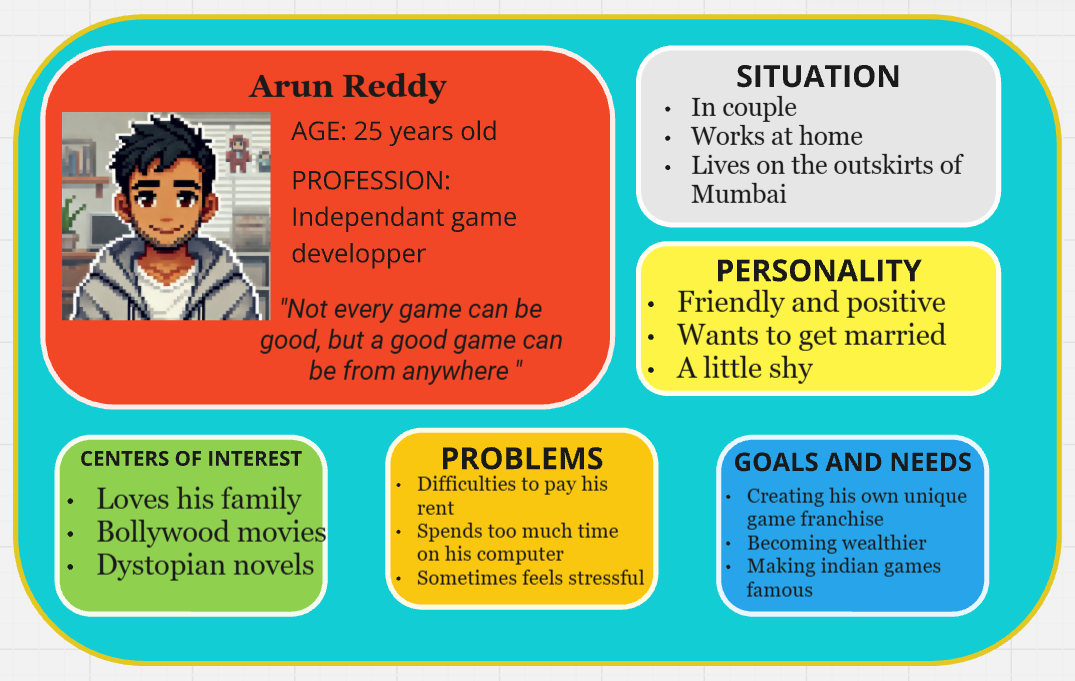 Arun Reddy
AGE: 25 years old
PROFESSION:
Independant game
developper
"Not every game can be
good, but a good game can
be from anywhere "
SITUATION
• In couple
• Works at home
• Lives on the outskirts of
Mumbai
PERSONALITY
• Friendly and positive
• Wants to get married
• A little shy
CENTERS OF INTEREST
• Loves his family
• Bollywood movies
• Dystopian novels
PROBLEMS
• Difficulties to pay his
rent
• Spends too much time
on his computer
• Sometimes feels stressful
GOALS AND NEEDS
• Creating his own unique
game franchise
• Becoming wealthier
• Making indian games
famous